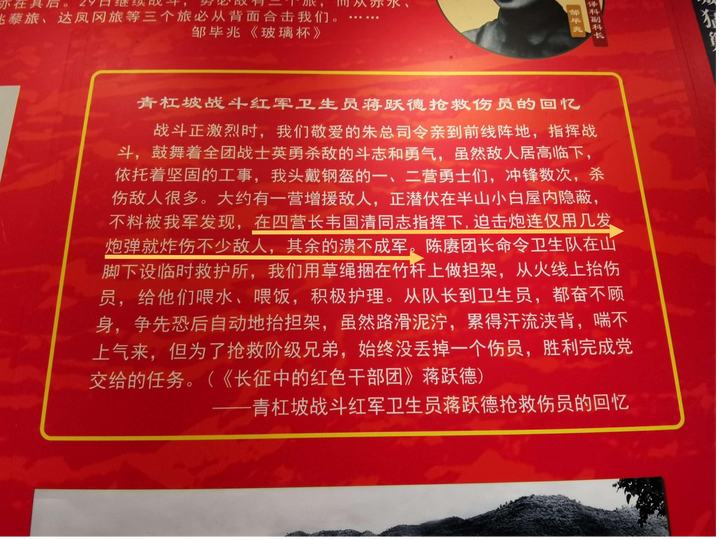 亦在其后。29日继续战斗，务必敌有三个旅，而从赤水、
兆藜旅、达凤冈旅等三个旅必从背面合击我们。……
邹毕兆《玻璃杯》
邹毕兆
译科副科长
青杠坡战斗红军卫生员蒋跃德抢救伤员的回忆
战斗正激烈时，我们敬爱的朱总司令亲到前线阵地，指挥战
斗，鼓舞着全团战士英勇杀敌的斗志和勇气，虽然敌人居高临下，
依托着坚固的工事，我头戴钢盔的一、二营勇士们，冲锋数次，杀
伤敌人很多。大约有一营增援敌人，正潜伏在半山小白屋内隐蔽，
不料被我军发现，在四营长韦国清同志指挥下，迫击炮连仅用几发
炮弹就炸伤不少敌人，其余的溃不成军。陈赓团长命令卫生队在山
脚下设临时救护所，我们用草绳捆在竹杆上做担架，从火线上抬伤
员，给他们喂水、喂饭，积极护理。从队长到卫生员，都奋不顾
身，争先恐后自动地抬担架，虽然路滑泥泞，累得汗流浃背，喘不
上气来，但为了抢救阶级兄弟，始终没丢掉一个伤员，胜利完成党
交给的任务。（《长征中的红色干部团》蒋跃德）
——青杠坡战斗红军卫生员蒋跃德抢救伤员的回忆